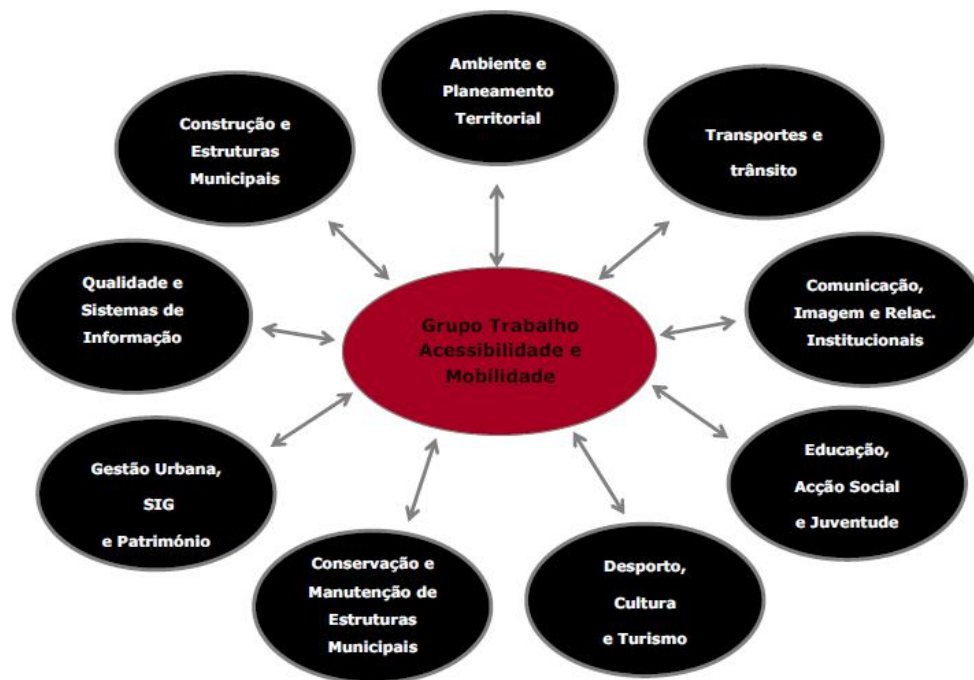 Ambiente e
Planeamento
Territorial
Construção e
Estruturas
Municipais
Transportes e
trânsito
Qualidade e
Sistemas de
Informação
Comunicação,
Imagem e Relac.
Institucionais
Grupo Trabalho
Acessibilidade e
Mobilidade
Gestão Urbana,
SIG
e Património
Educação,
Acção Social
e Juventude
Conservação e
Manutenção de
Estruturas
Municipais
Desporto,
Cultura
e Turismo